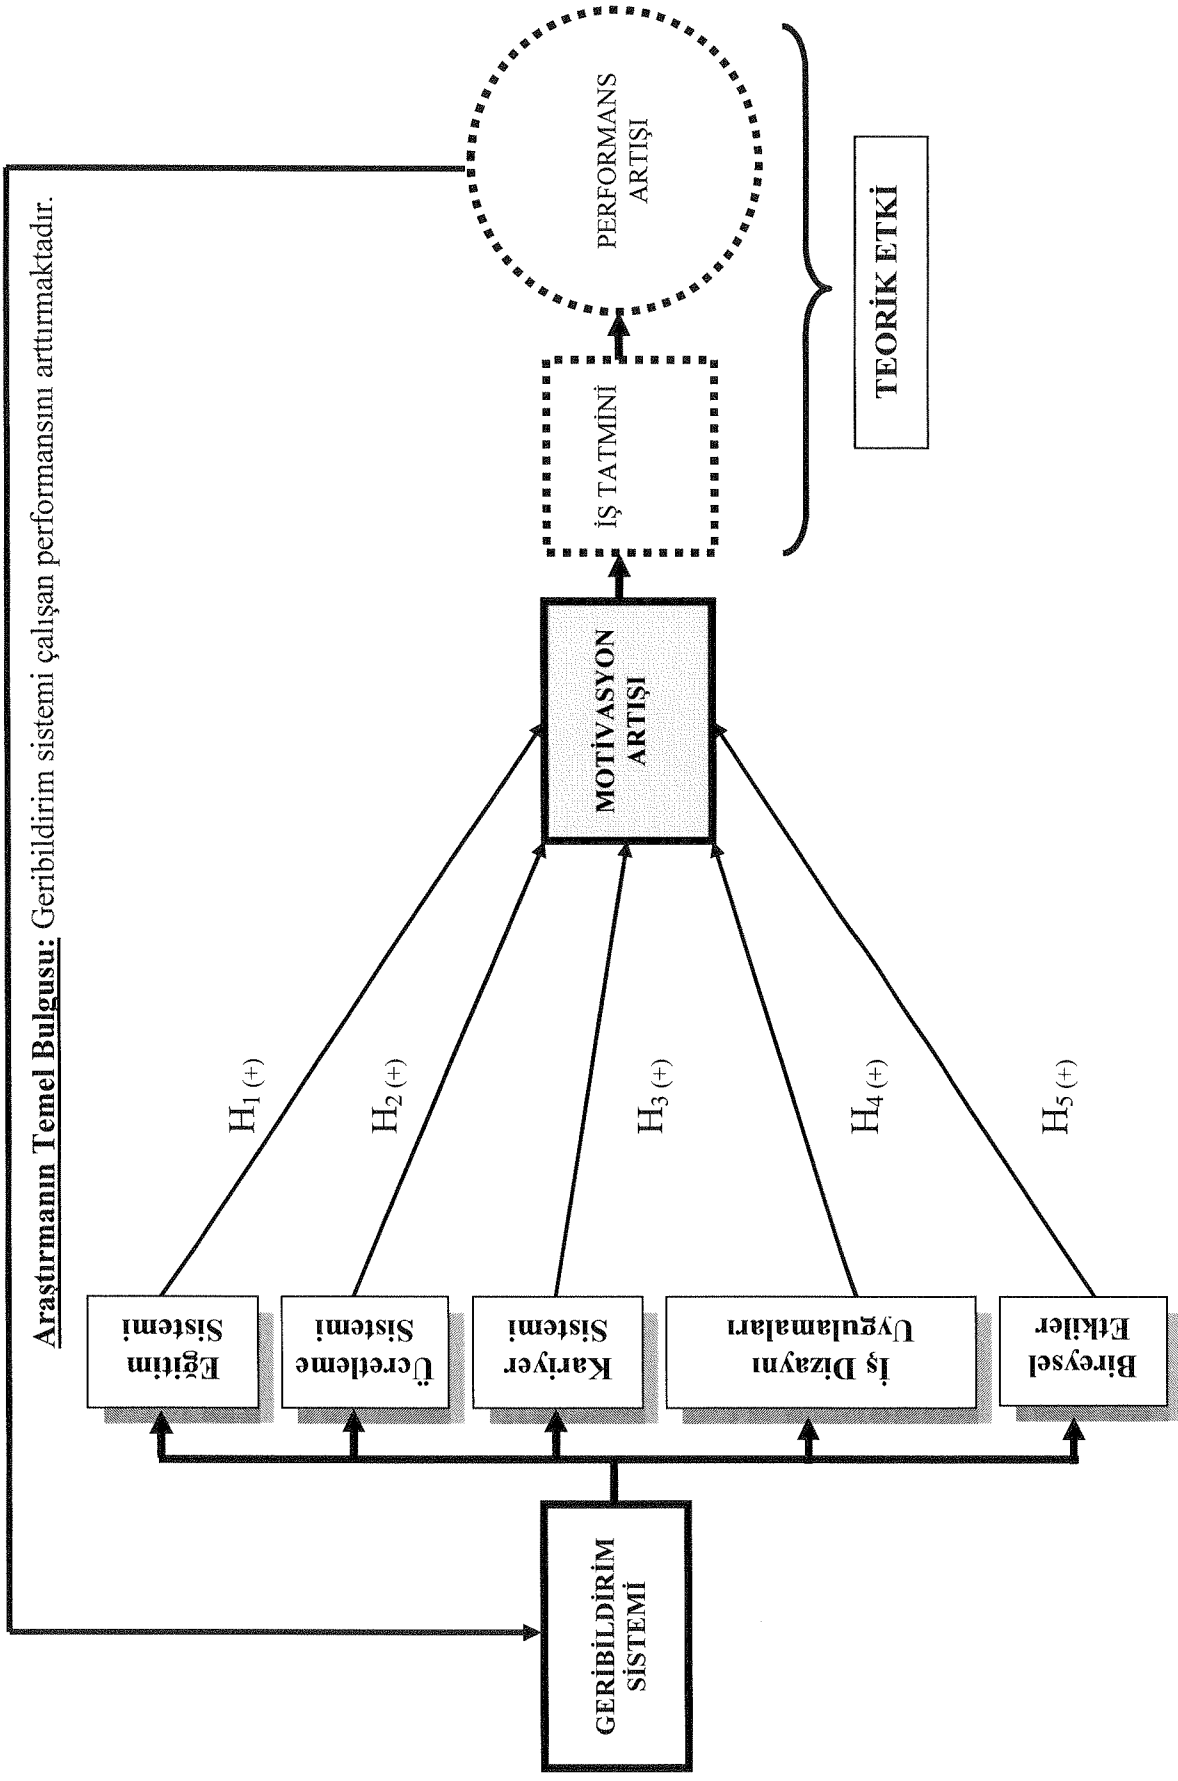 Araştırmanın Temel Bulgusu: Geribildirim sistemi çalışan performansını arttırmaktadır.
GERİBİLDİRİM
SİSTEMİ
Eğitim
Sistemi
Ücretleme
Sistemi
Kariyer
Sistemi
İş Dizaynı
Uygulamaları
Bireysel
Etkiler
H1 (+)
H2 (+)
H3 (+)
H4 (+)
H5 (+)
MOTİVASYON
ARTIŞI
İŞ TATMİNİ
PERFORMANS
ARTIŞI
TEORİK ETKİ